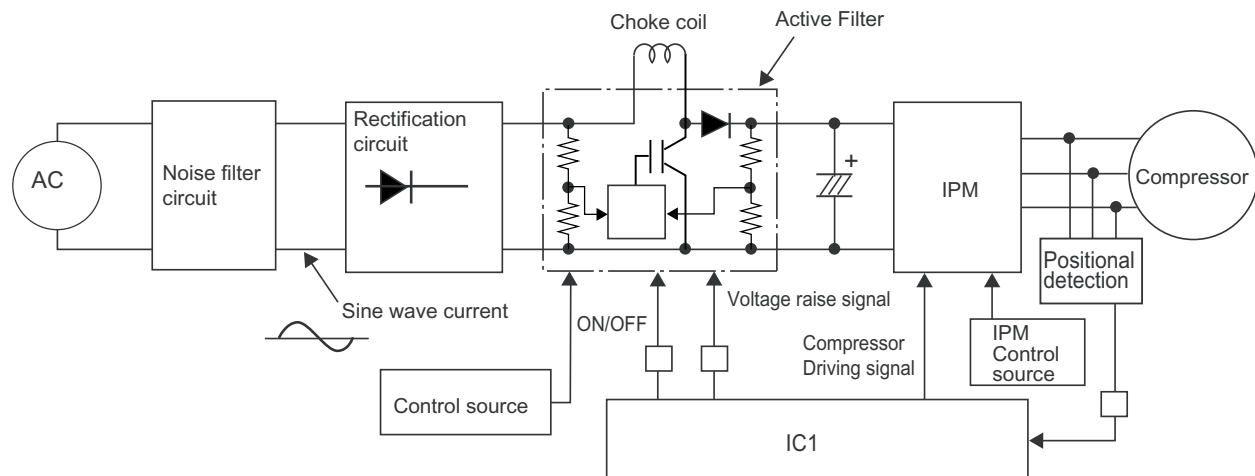 Choke coil
Active Filter
AC
Noise filter
circuit
Rectification
circuit
+
IPM
Compressor
Positional
detection
Sine wave current
ON/OFF
Voltage raise signal
Compressor
Driving signal
IPM
Control
source
Control source
IC1